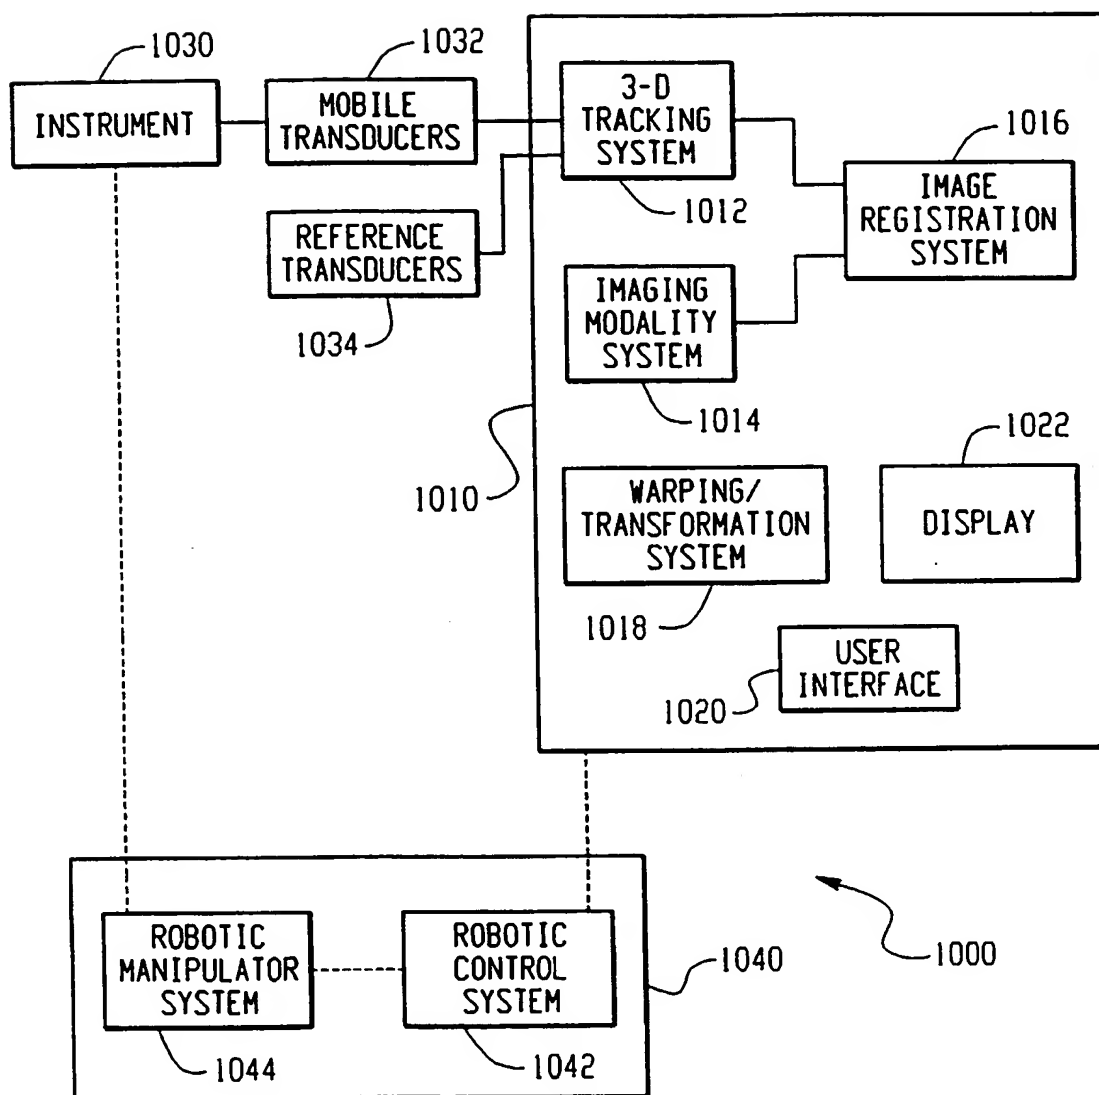 1030
INSTRUMENT
1032
MOBILE
TRANSDUCERS
REFERENCE
TRANSDUCERS
1034
3-D
TRACKING
SYSTEM
1012
1016
IMAGE
REGISTRATION
SYSTEM
IMAGING
MODALITY
SYSTEM
1014
1010
WARPING/
TRANSFORMATION
SYSTEM
1018
1022
DISPLAY
USER
INTERFACE
1020
ROBOTIC
MANIPULATOR
SYSTEM
1044
ROBOTIC
CONTROL
SYSTEM
1042
1040
1000